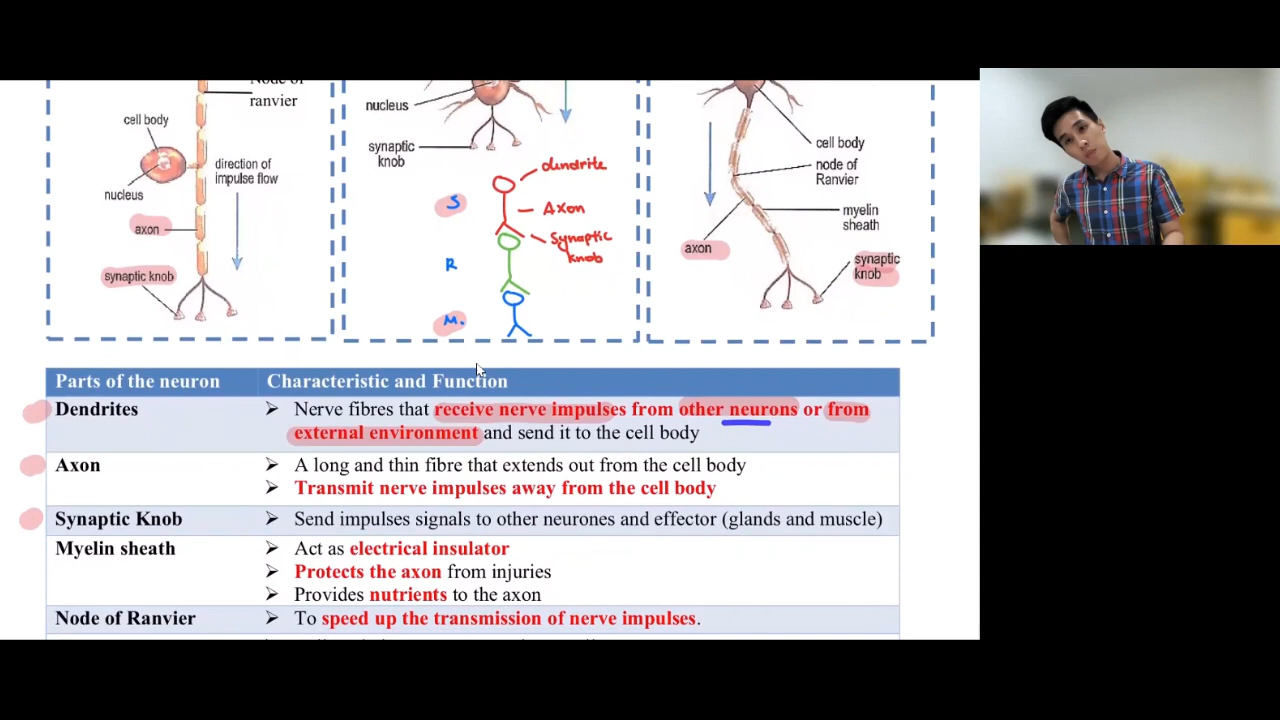 Node of
ranvier
cell body
nucleus
direction of
impulse flow
axon
synaptic knob
nucleus
synaptic
knob
dendrite
S
Axon
Synaptic
knob
R
M.
cell body
node of
Ranvier
myelin
sheath
axon
synaptic
knob
Parts of the neuron Characteristic and Function
Dendrites ➢ Nerve fibres that receive nerve impulses from other neurons or from
external environment and send it to the cell body
Axon ➢ A long and thin fibre that extends out from the cell body
➢ Transmit nerve impulses away from the cell body
Synaptic Knob ➢ Send impulses signals to other neurones and effector (glands and muscle)
Myelin sheath ➢ Act as electrical insulator
➢ Protects the axon from injuries
➢ Provides nutrients to the axon
Node of Ranvier ➢ To speed up the transmission of nerve impulses.